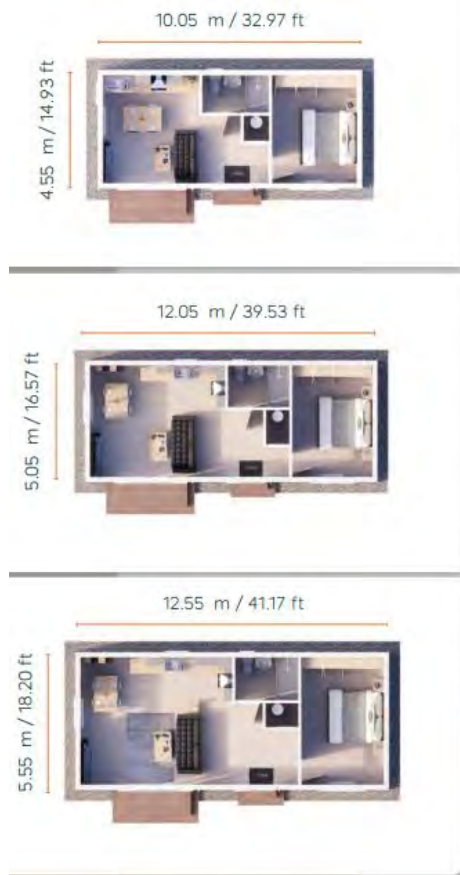 10.05 m / 32.97 ft
4.55 m / 14.93 ft
12.05 m / 39.53 ft
5.05 m / 16.57 ft
12.55 m / 41.17 ft
5.55 m / 18.20 ft